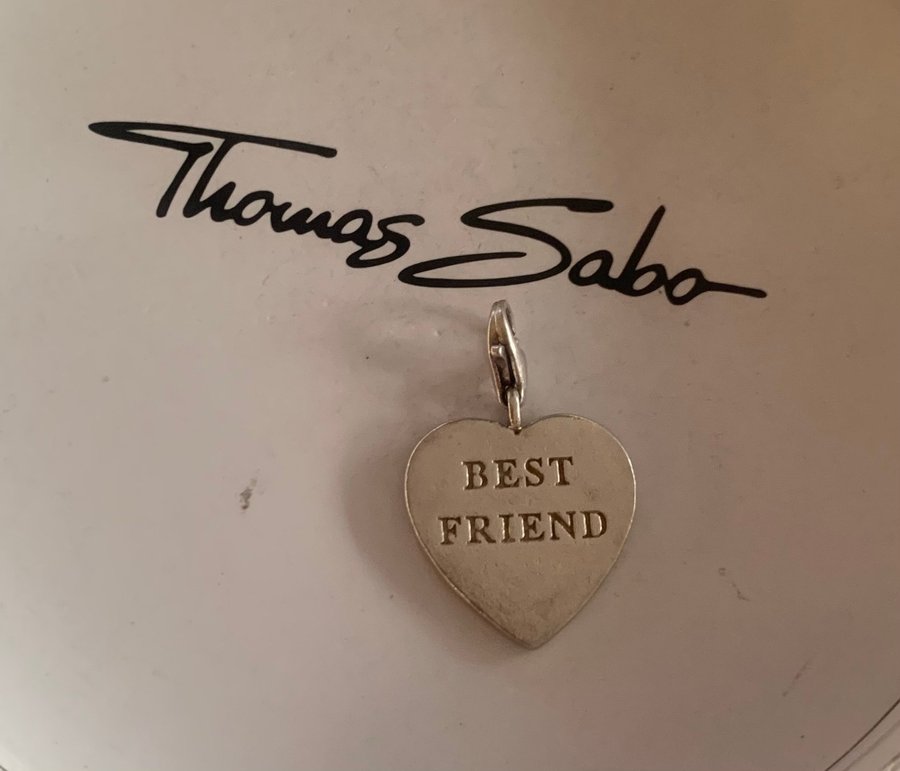 Thomas Sabo
BEST
FRIEND